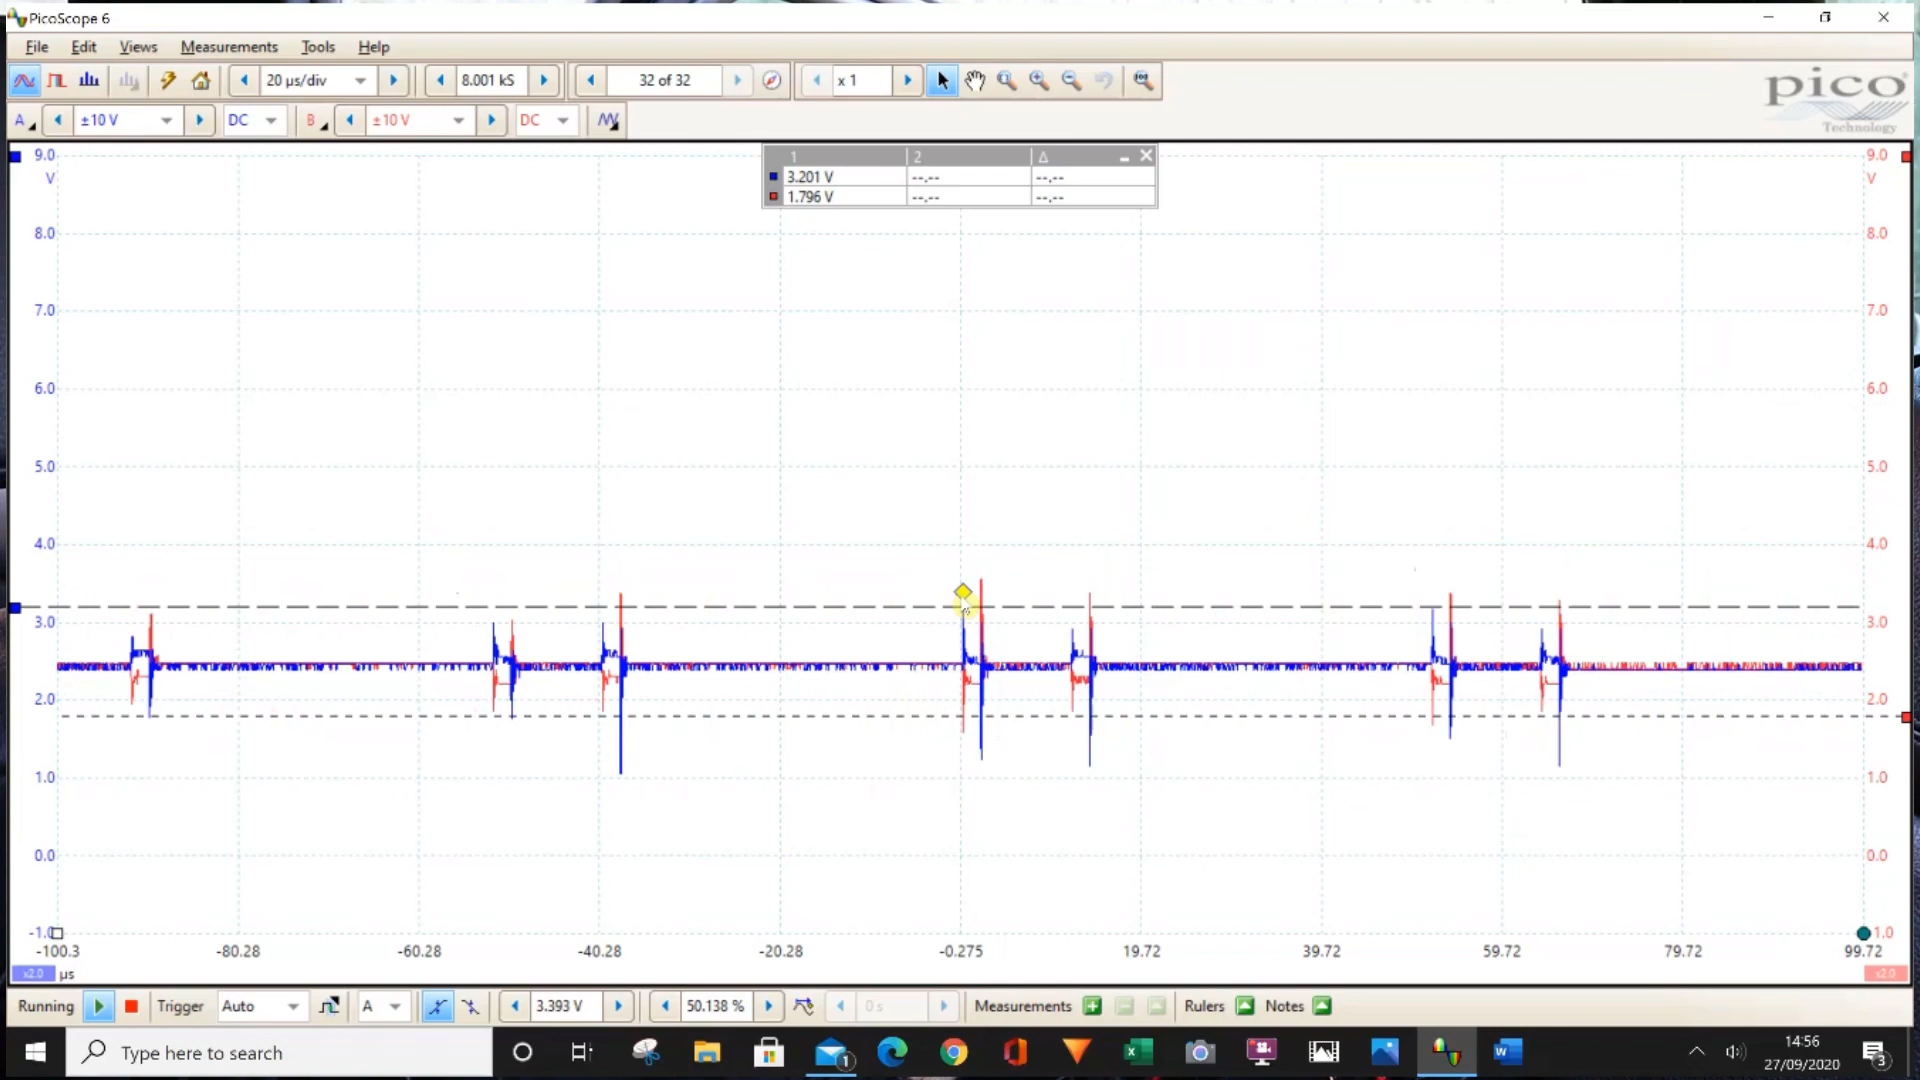 PicoScope 6
File Edit Views Measurements Tools Help
20 µs/div 8.001 kS 32 of 32 x 1
pico
Technology
A ±10 V DC B ±10 V DC
1 2 Δ
3.201 V --.-- --.--
1.796 V --.-- --.--
9.0 9.0
V V
8.0 8.0
7.0 7.0
6.0 6.0
5.0 5.0
4.0 4.0
3.0 3.0
2.0 2.0
1.0 1.0
0.0 0.0
-1.0 1.0
-100.3 -80.28 -60.28 -40.28 -20.28 -0.275 19.72 39.72 59.72 79.72 99.72
x2.0 µs x2.0
Running Trigger Auto A 3.393 V 50.138 % 0 s Measurements Rulers Notes
Type here to search 1 14:56
27/09/2020 3